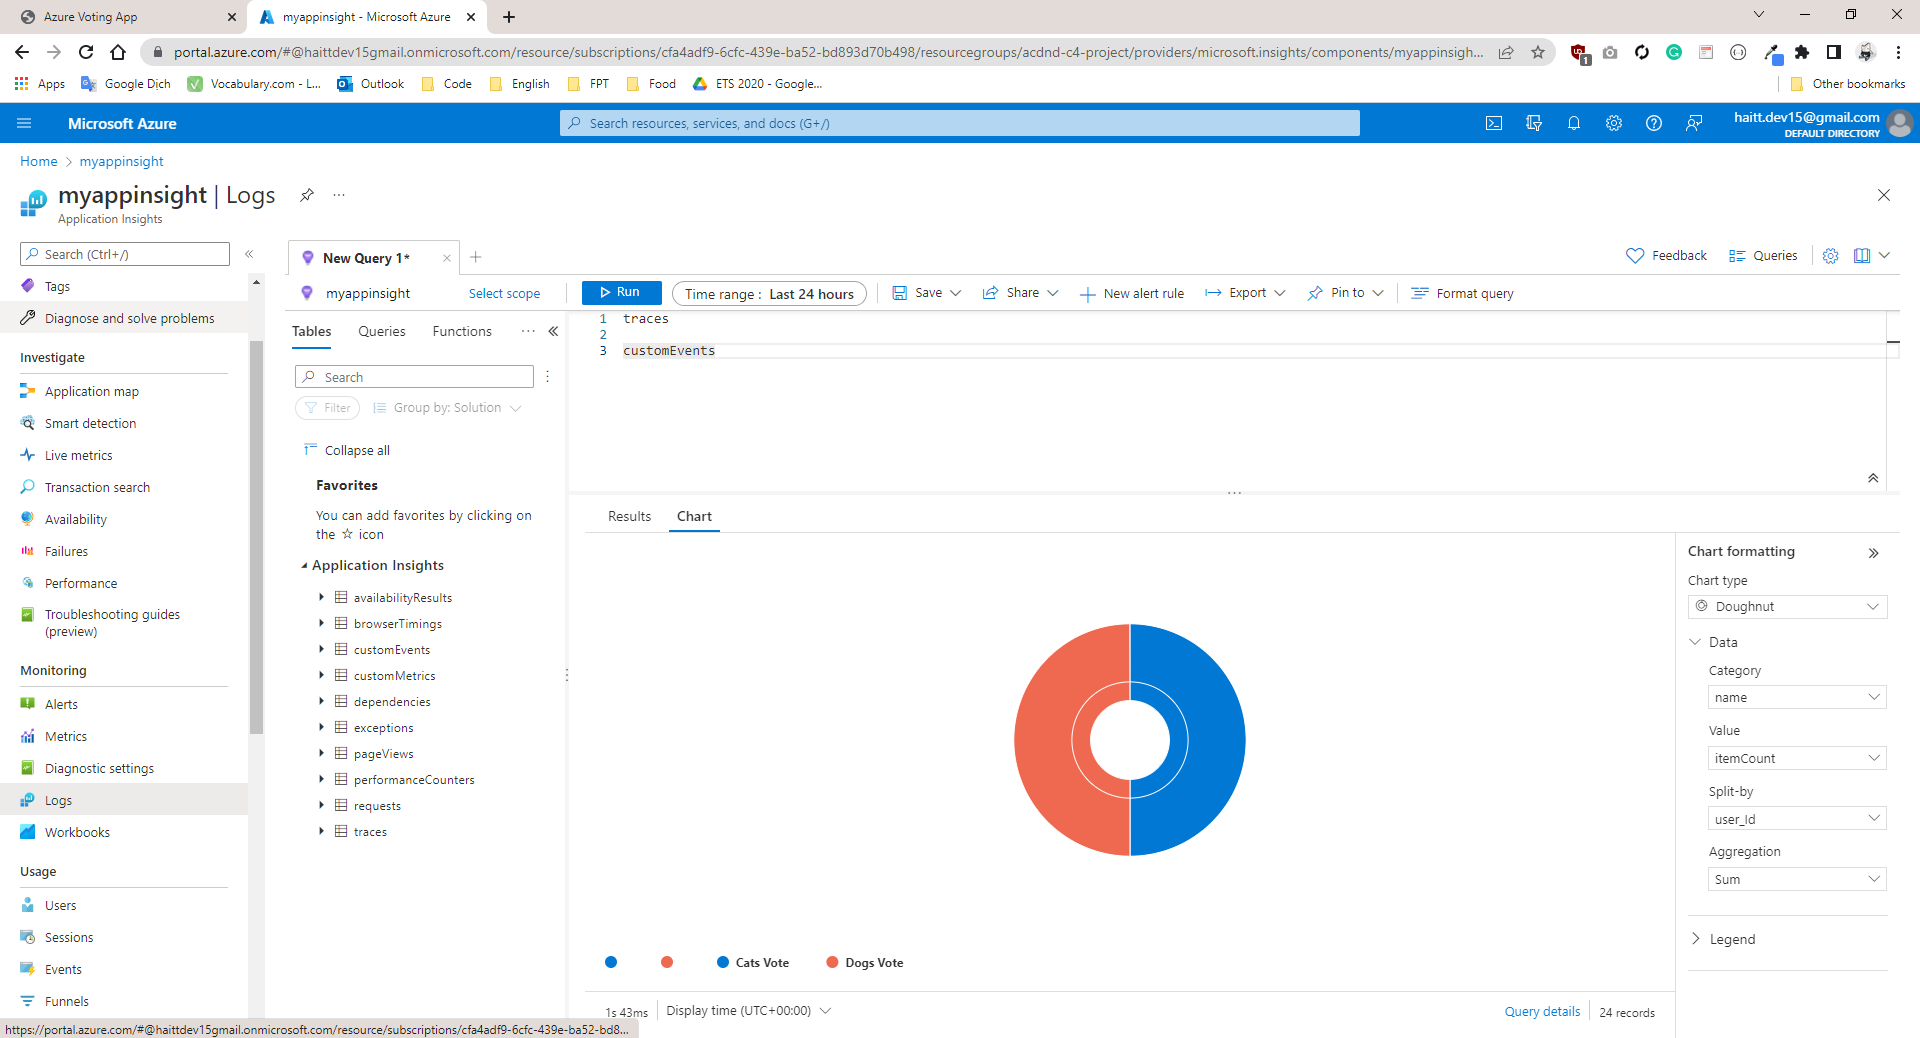 Azure Voting App
myappinsight - Microsoft Azure
portal.azure.com/#@haittdev15gmail.onmicrosoft.com/resource/subscriptions/cfa4adf9-6cfc-439e-ba52-bd893d70b498/resourcegroups/acdnd-c4-project/providers/microsoft.insights/components/myappinsigh...
1
Apps
Google Dịch
Vocabulary.com - L...
Outlook
Code
English
FPT
Food
ETS 2020 - Google...
Other bookmarks
Microsoft Azure
Search resources, services, and docs (G+/)
haitt.dev15@gmail.com
DEFAULT DIRECTORY
Home > myappinsight
myappinsight | Logs
Application Insights
Search (Ctrl+/)
Tags
Diagnose and solve problems
Investigate
Application map
Smart detection
Live metrics
Transaction search
Availability
Failures
Performance
Troubleshooting guides
(preview)
Monitoring
Alerts
Metrics
Diagnostic settings
Logs
Workbooks
Usage
Users
Sessions
Events
Funnels
https://portal.azure.com/#@haittdev15gmail.onmicrosoft.com/resource/subscriptions/cfa4adf9-6cfc-439e-ba52-bd8...
New Query 1*
Feedback
Queries
myappinsight
Select scope
Run
Time range : Last 24 hours
Save
Share
New alert rule
Export
Pin to
Format query
Tables
Queries
Functions
Search
Filter
Group by: Solution
Collapse all
Favorites
You can add favorites by clicking on
the ☆ icon
Application Insights
availabilityResults
browserTimings
customEvents
customMetrics
dependencies
exceptions
pageViews
performanceCounters
requests
traces
1 traces
2
3 customEvents
Results
Chart
Cats Vote
Dogs Vote
1s 43ms
Display time (UTC+00:00)
Query details
24 records
Chart formatting
Chart type
Doughnut
Data
Category
name
Value
itemCount
Split-by
user_Id
Aggregation
Sum
Legend